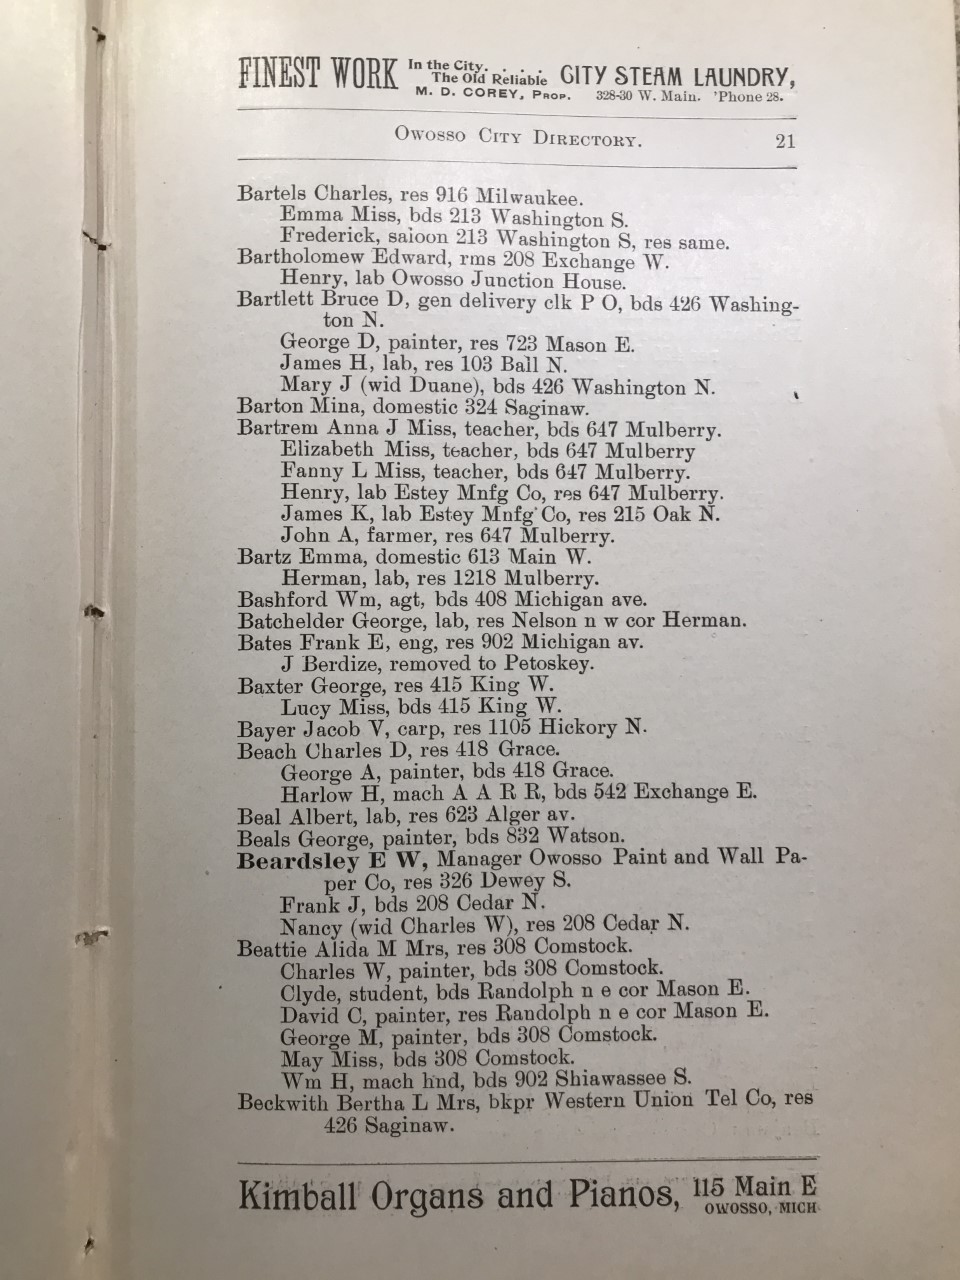 FINEST WORK In the City. . . . The Old Reliable CITY STEAM LAUNDRY,
M. D. COREY, PROP. 328-30 W. Main. 'Phone 28.
OWOSSO CITY DIRECTORY. 21
Bartels Charles, res 916 Milwaukee.
Emma Miss, bds 213 Washington S.
Frederick, saloon 213 Washington S, res same.
Bartholomew Edward, rms 208 Exchange W.
Henry, lab Owosso Junction House.
Bartlett Bruce D, gen delivery clk P O, bds 426 Washing-
ton N.
George D, painter, res 723 Mason E.
James H, lab, res 103 Ball N.
Mary J (wid Duane), bds 426 Washington N.
Barton Mina, domestic 324 Saginaw.
Bartrem Anna J Miss, teacher, bds 647 Mulberry.
Elizabeth Miss, teacher, bds 647 Mulberry
Fanny L Miss, teacher, bds 647 Mulberry.
Henry, lab Estey Mnfg Co, res 647 Mulberry.
James K, lab Estey Mnfg Co, res 215 Oak N.
John A, farmer, res 647 Mulberry.
Bartz Emma, domestic 613 Main W.
Herman, lab, res 1218 Mulberry.
Bashford Wm, agt, bds 408 Michigan ave.
Batchelder George, lab, res Nelson n w cor Herman.
Bates Frank E, eng, res 902 Michigan av.
J Berdize, removed to Petoskey.
Baxter George, res 415 King W.
Lucy Miss, bds 415 King W.
Bayer Jacob V, carp, res 1105 Hickory N.
Beach Charles D, res 418 Grace.
George A, painter, bds 418 Grace.
Harlow H, mach A A R R, bds 542 Exchange E.
Beal Albert, lab, res 623 Alger av.
Beals George, painter, bds 832 Watson.
Beardsley E W, Manager Owosso Paint and Wall Pa-
per Co, res 326 Dewey S.
Frank J, bds 208 Cedar N.
Nancy (wid Charles W), res 208 Cedar N.
Beattie Alida M Mrs, res 308 Comstock.
Charles W, painter, bds 308 Comstock.
Clyde, student, bds Randolph n e cor Mason E.
David C, painter, res Randolph n e cor Mason E.
George M, painter, bds 308 Comstock.
May Miss, bds 308 Comstock.
Wm H, mach hnd, bds 902 Shiawassee S.
Beckwith Bertha L Mrs, bkpr Western Union Tel Co, res
426 Saginaw.
Kimball Organs and Pianos, 115 Main E
OWOSSO, MICH